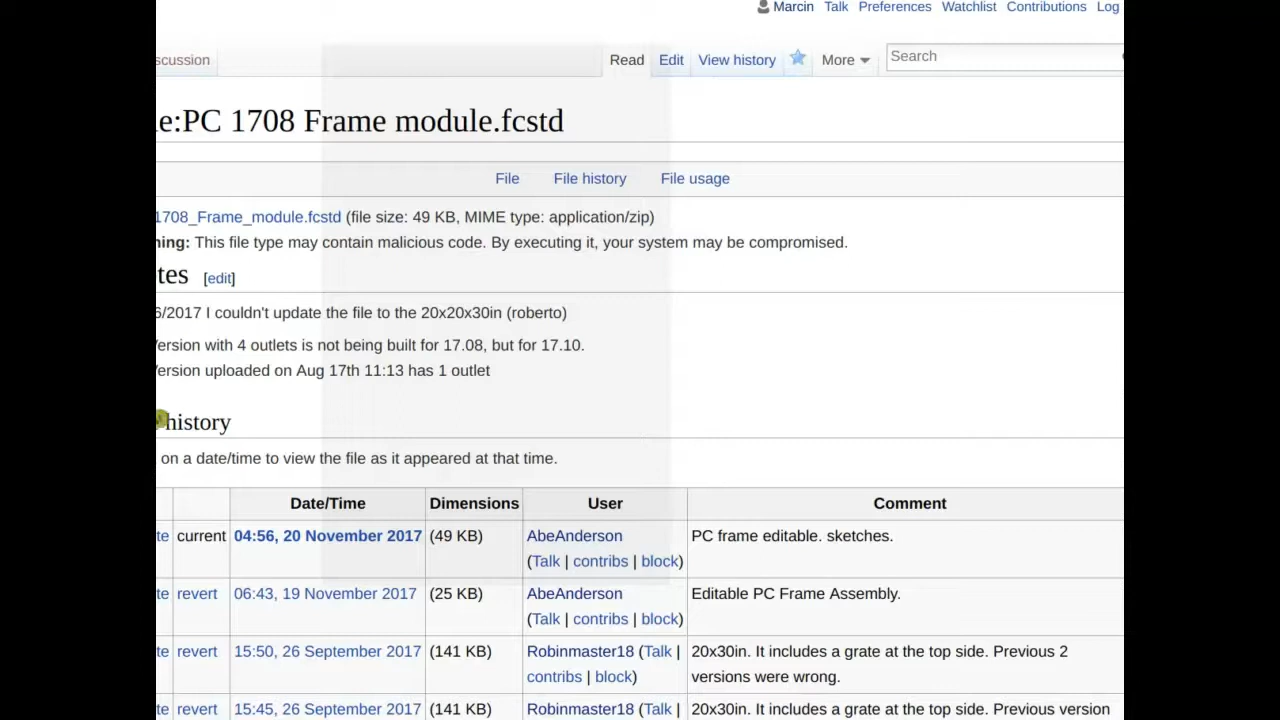 Marcin Talk Preferences Watchlist Contributions Log
scussion Read Edit View history More Search
e:PC 1708 Frame module.fcstd
File File history File usage
1708_Frame_module.fcstd (file size: 49 KB, MIME type: application/zip)
ning: This file type may contain malicious code. By executing it, your system may be compromised.
tes [edit]
6/2017 I couldn't update the file to the 20x20x30in (roberto)
Version with 4 outlets is not being built for 17.08, but for 17.10.
Version uploaded on Aug 17th 11:13 has 1 outlet
history
on a date/time to view the file as it appeared at that time.
Date/Time Dimensions User Comment
te current 04:56, 20 November 2017 (49 KB) AbeAnderson PC frame editable. sketches.
(Talk | contribs | block)
te revert 06:43, 19 November 2017 (25 KB) AbeAnderson Editable PC Frame Assembly.
(Talk | contribs | block)
te revert 15:50, 26 September 2017 (141 KB) Robinmaster18 (Talk | 20x30in. It includes a grate at the top side. Previous 2
contribs | block) versions were wrong.
te revert 15:45, 26 September 2017 (141 KB) Robinmaster18 (Talk | 20x30in. It includes a grate at the top side. Previous version